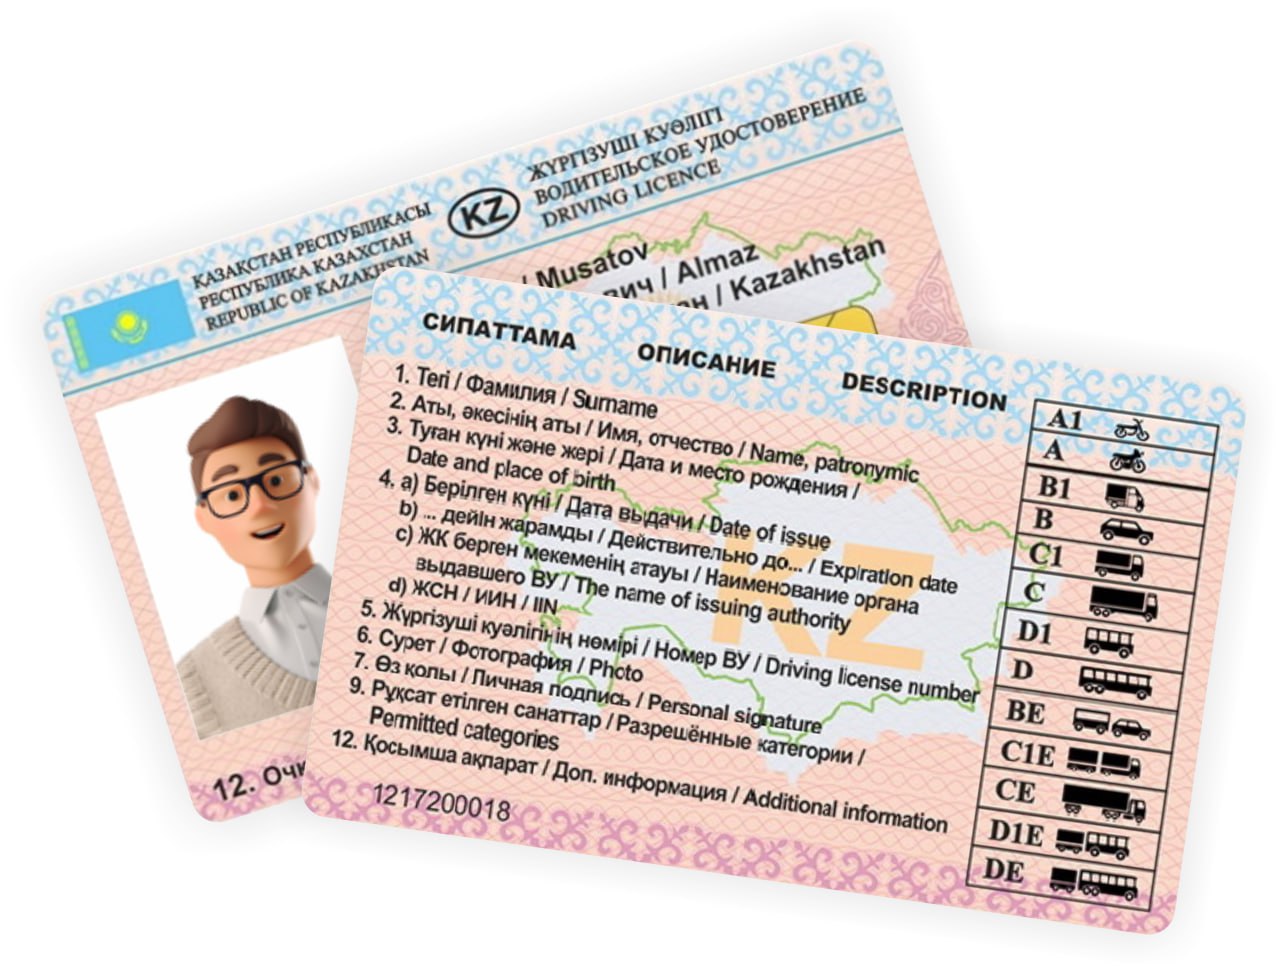 ҚАЗАҚСТАН РЕСПУБЛИКАСЫ
РЕСПУБЛИКА КАЗАХСТАН
REPUBLIC OF KAZAKHSTAN
KZ
ЖҮРГІЗУШІ КУӘЛІГІ
ВОДИТЕЛЬСКОЕ УДОСТОВЕРЕНИЕ
DRIVING LICENCE
/ Musatov
вич / Almaz
ан / Kazakhstan
12. Очк
СИПАТТАМА ОПИСАНИЕ DESCRIPTION
1. Тегі / Фамилия / Surname
2. Аты, әкесінің аты / Имя, отчество / Name, patronymic
3. Туған күні және жері / Дата и место рождения /
Date and place of birth
4. a) Берілген күні / Дата выдачи / Date of issue
b) ... дейін жарамды / Действительно до... / Expiration date
c) ЖК берген мекеменің атауы / Наименование органа
выдавшего ВУ / The name of issuing authority
d) ЖСН / ИИН / IIN
5. Жүргізуші куәлігінің нөмірі / Номер ВУ / Driving license number
6. Сурет / Фотография / Photo
7. Өз қолы / Личная подпись / Personal signature
9. Рұқсат етілген санаттар / Разрешённые категории /
Permitted categories
12. Қосымша ақпарат / Доп. информация / Additional information
1217200018
KZ
A1
A
B1
B
C1
C
D1
D
BE
C1E
CE
D1E
DE